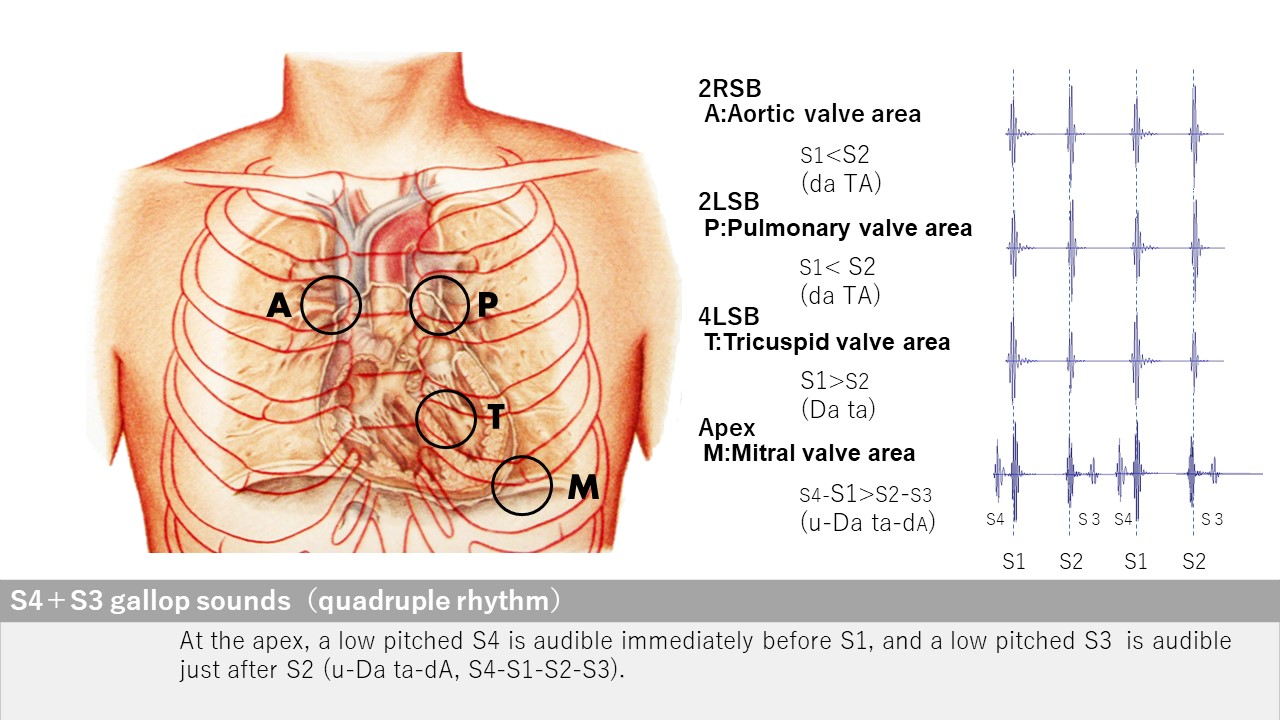 A
P
T
M
2RSB
A:Aortic valve area
S1<S2
(da TA)
2LSB
P:Pulmonary valve area
S1< S2
(da TA)
4LSB
T:Tricuspid valve area
S1>S2
(Da ta)
Apex
M:Mitral valve area
S4-S1>S2-S3
(u-Da ta-dA)
S4 S 3 S4 S 3
S1 S2 S1 S2
S4+S3 gallop sounds（quadruple rhythm）
At the apex, a low pitched S4 is audible immediately before S1, and a low pitched S3 is audible
just after S2 (u-Da ta-dA, S4-S1-S2-S3).